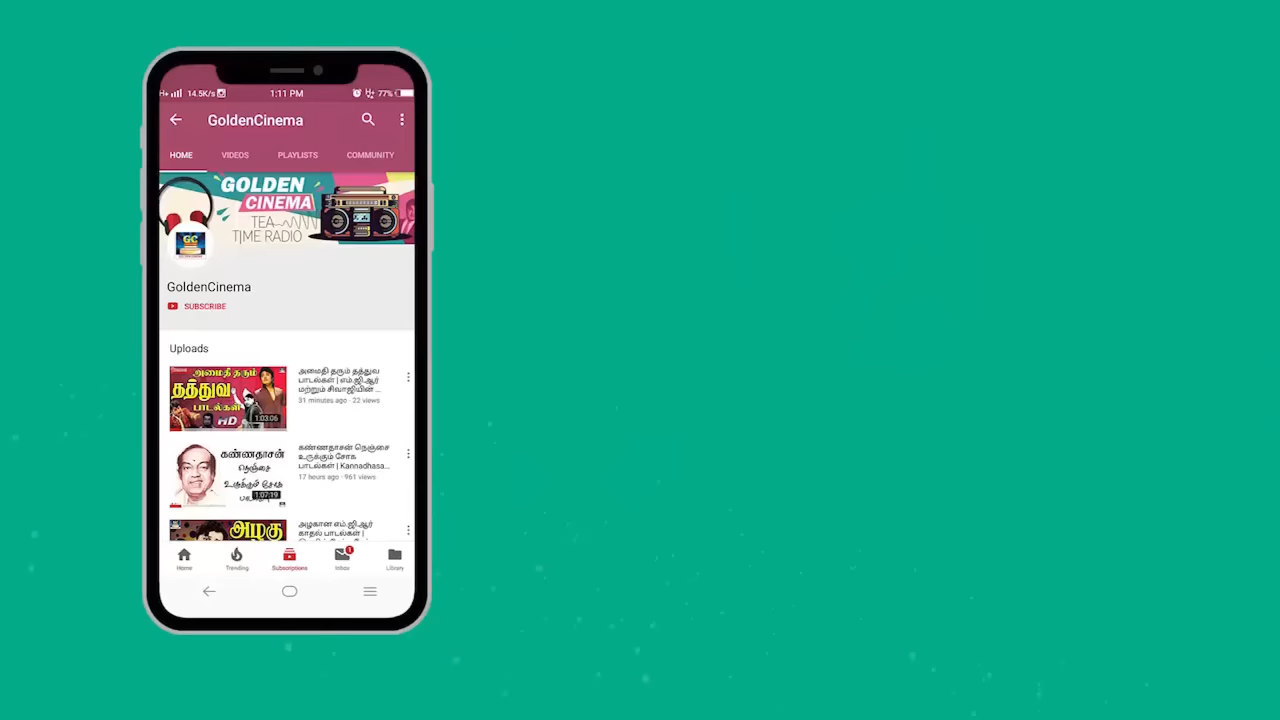 H+ 14.5K/s 1:11 PM 77%
GoldenCinema
HOME VIDEOS PLAYLISTS COMMUNITY
GOLDEN
CINEMA
TEA
TIME RADIO
GC
GoldenCinema
SUBSCRIBE
Uploads
அமைதி தரும்
தத்துவ
பாடல்கள்
HD
1:03:06
அமைதி தரும் தத்துவ
பாடல்கள் | எம்.ஜி.ஆர்
மற்றும் சிவாஜியின் ...
31 minutes ago · 22 views
கண்ணதாசன்
நெஞ்சை
உருக்கும் சோக
1:07:19
கண்ணதாசன் நெஞ்சை
உருக்கும் சோக
பாடல்கள் | Kannadhasa...
17 hours ago · 961 views
அழகு
அழகான எம்.ஜி.ஆர்
காதல் பாடல்கள் |
Home Trending Subscriptions Inbox 1 Library